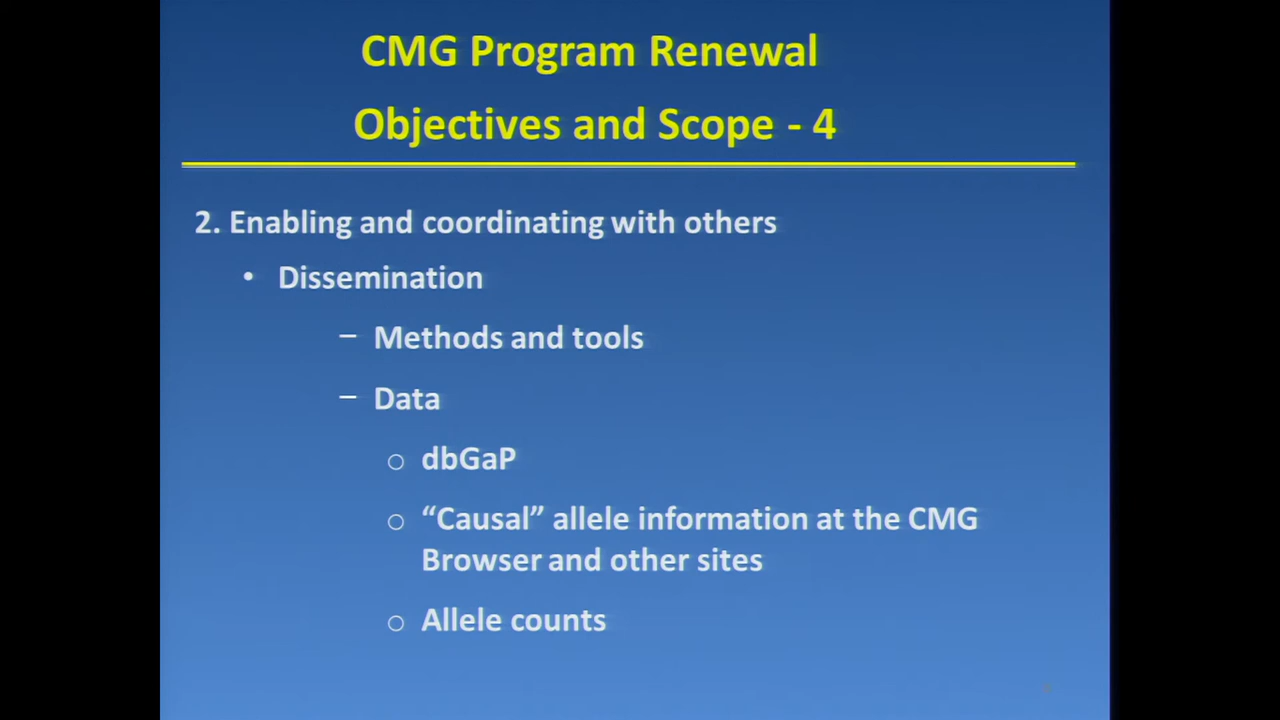 CMG Program Renewal
Objectives and Scope - 4
2. Enabling and coordinating with others
• Dissemination
– Methods and tools
– Data
○ dbGaP
○ “Causal” allele information at the CMG
Browser and other sites
○ Allele counts